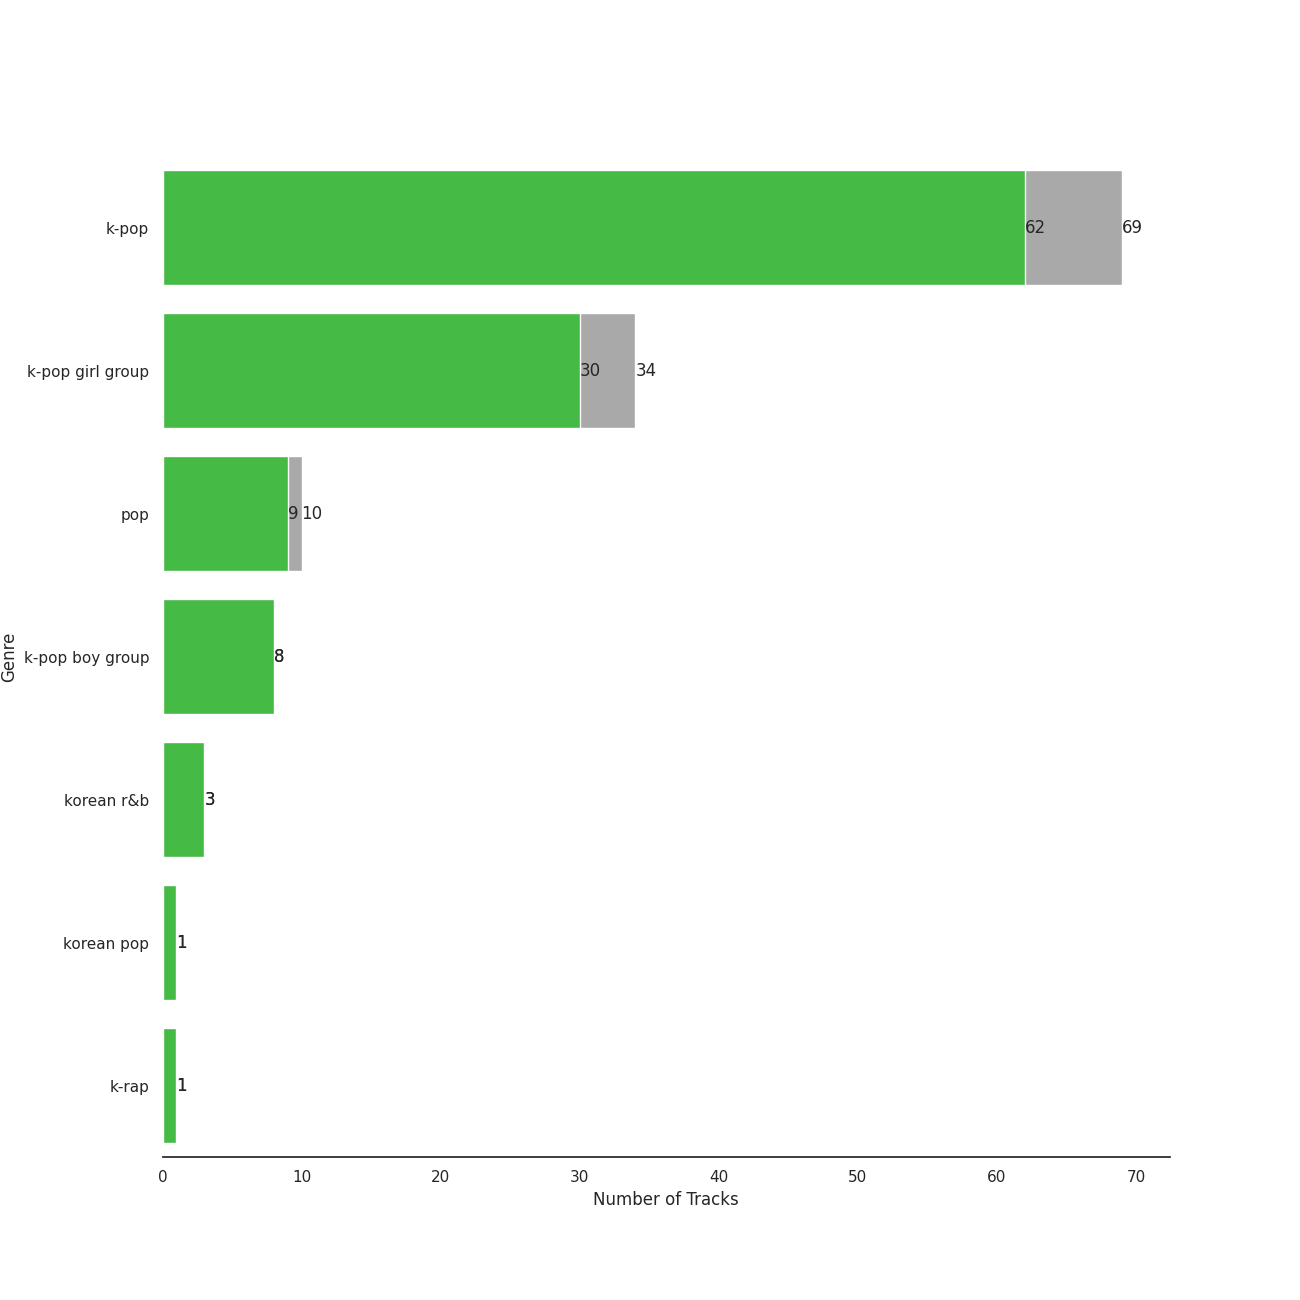 k-pop 62 69
k-pop girl group 30 34
pop 9 10
k-pop boy group 8
korean r&b 3
korean pop 1
k-rap 1
Genre
0 10 20 30 40 50 60 70
Number of Tracks